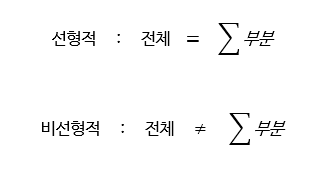 선형적 : 전체 = ∑부분
비선형적 : 전체 ≠ ∑부분